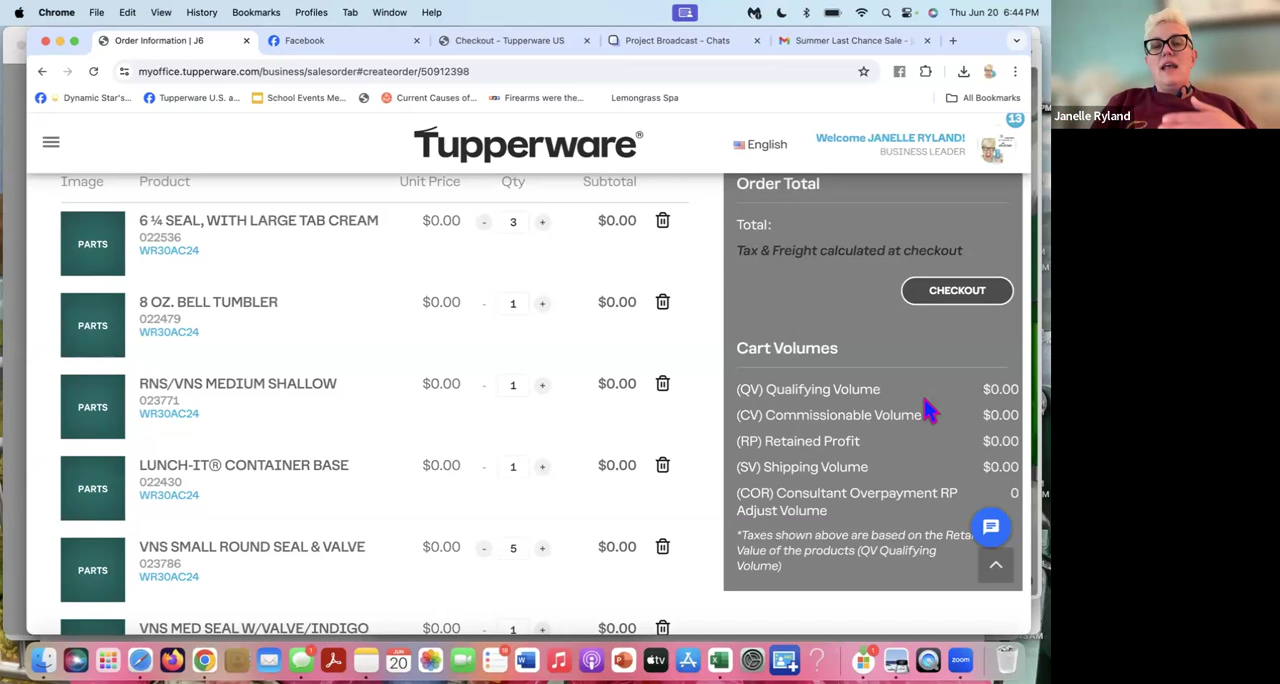 Chrome File Edit View History Bookmarks Profiles Tab Window Help Thu Jun 20 6:44 PM
Order Information | J6 Facebook Checkout – Tupperware US Project Broadcast - Chats Summer Last Chance Sale -
myoffice.tupperware.com/business/salesorder#createorder/50912396
Dynamic Star's... Tupperware U.S. a... School Events Me... Current Causes of... Firearms were the... Lemongrass Spa All Bookmarks
Janelle Ryland
13
Tupperware®
English
Welcome JANELLE RYLAND!
BUSINESS LEADER
Image Product Unit Price Qty Subtotal
PARTS
6 ¼ SEAL, WITH LARGE TAB CREAM $0.00 - 3 + $0.00
022536
WR30AC24
PARTS
8 OZ. BELL TUMBLER $0.00 - 1 + $0.00
022479
WR30AC24
PARTS
RNS/VNS MEDIUM SHALLOW $0.00 - 1 + $0.00
023771
WR30AC24
PARTS
LUNCH-IT® CONTAINER BASE $0.00 - 1 + $0.00
022430
WR30AC24
PARTS
VNS SMALL ROUND SEAL & VALVE $0.00 - 5 + $0.00
023786
WR30AC24
VNS MED SEAL W/VALVE/INDIGO $0.00 - 1 + $0.00
Order Total
Total:
Tax & Freight calculated at checkout
CHECKOUT
Cart Volumes
(QV) Qualifying Volume $0.00
(CV) Commissionable Volume $0.00
(RP) Retained Profit $0.00
(SV) Shipping Volume $0.00
(COR) Consultant Overpayment RP 0
Adjust Volume
*Taxes shown above are based on the Reta
Value of the products (QV Qualifying
Volume)
JUN
20
tv
zoom